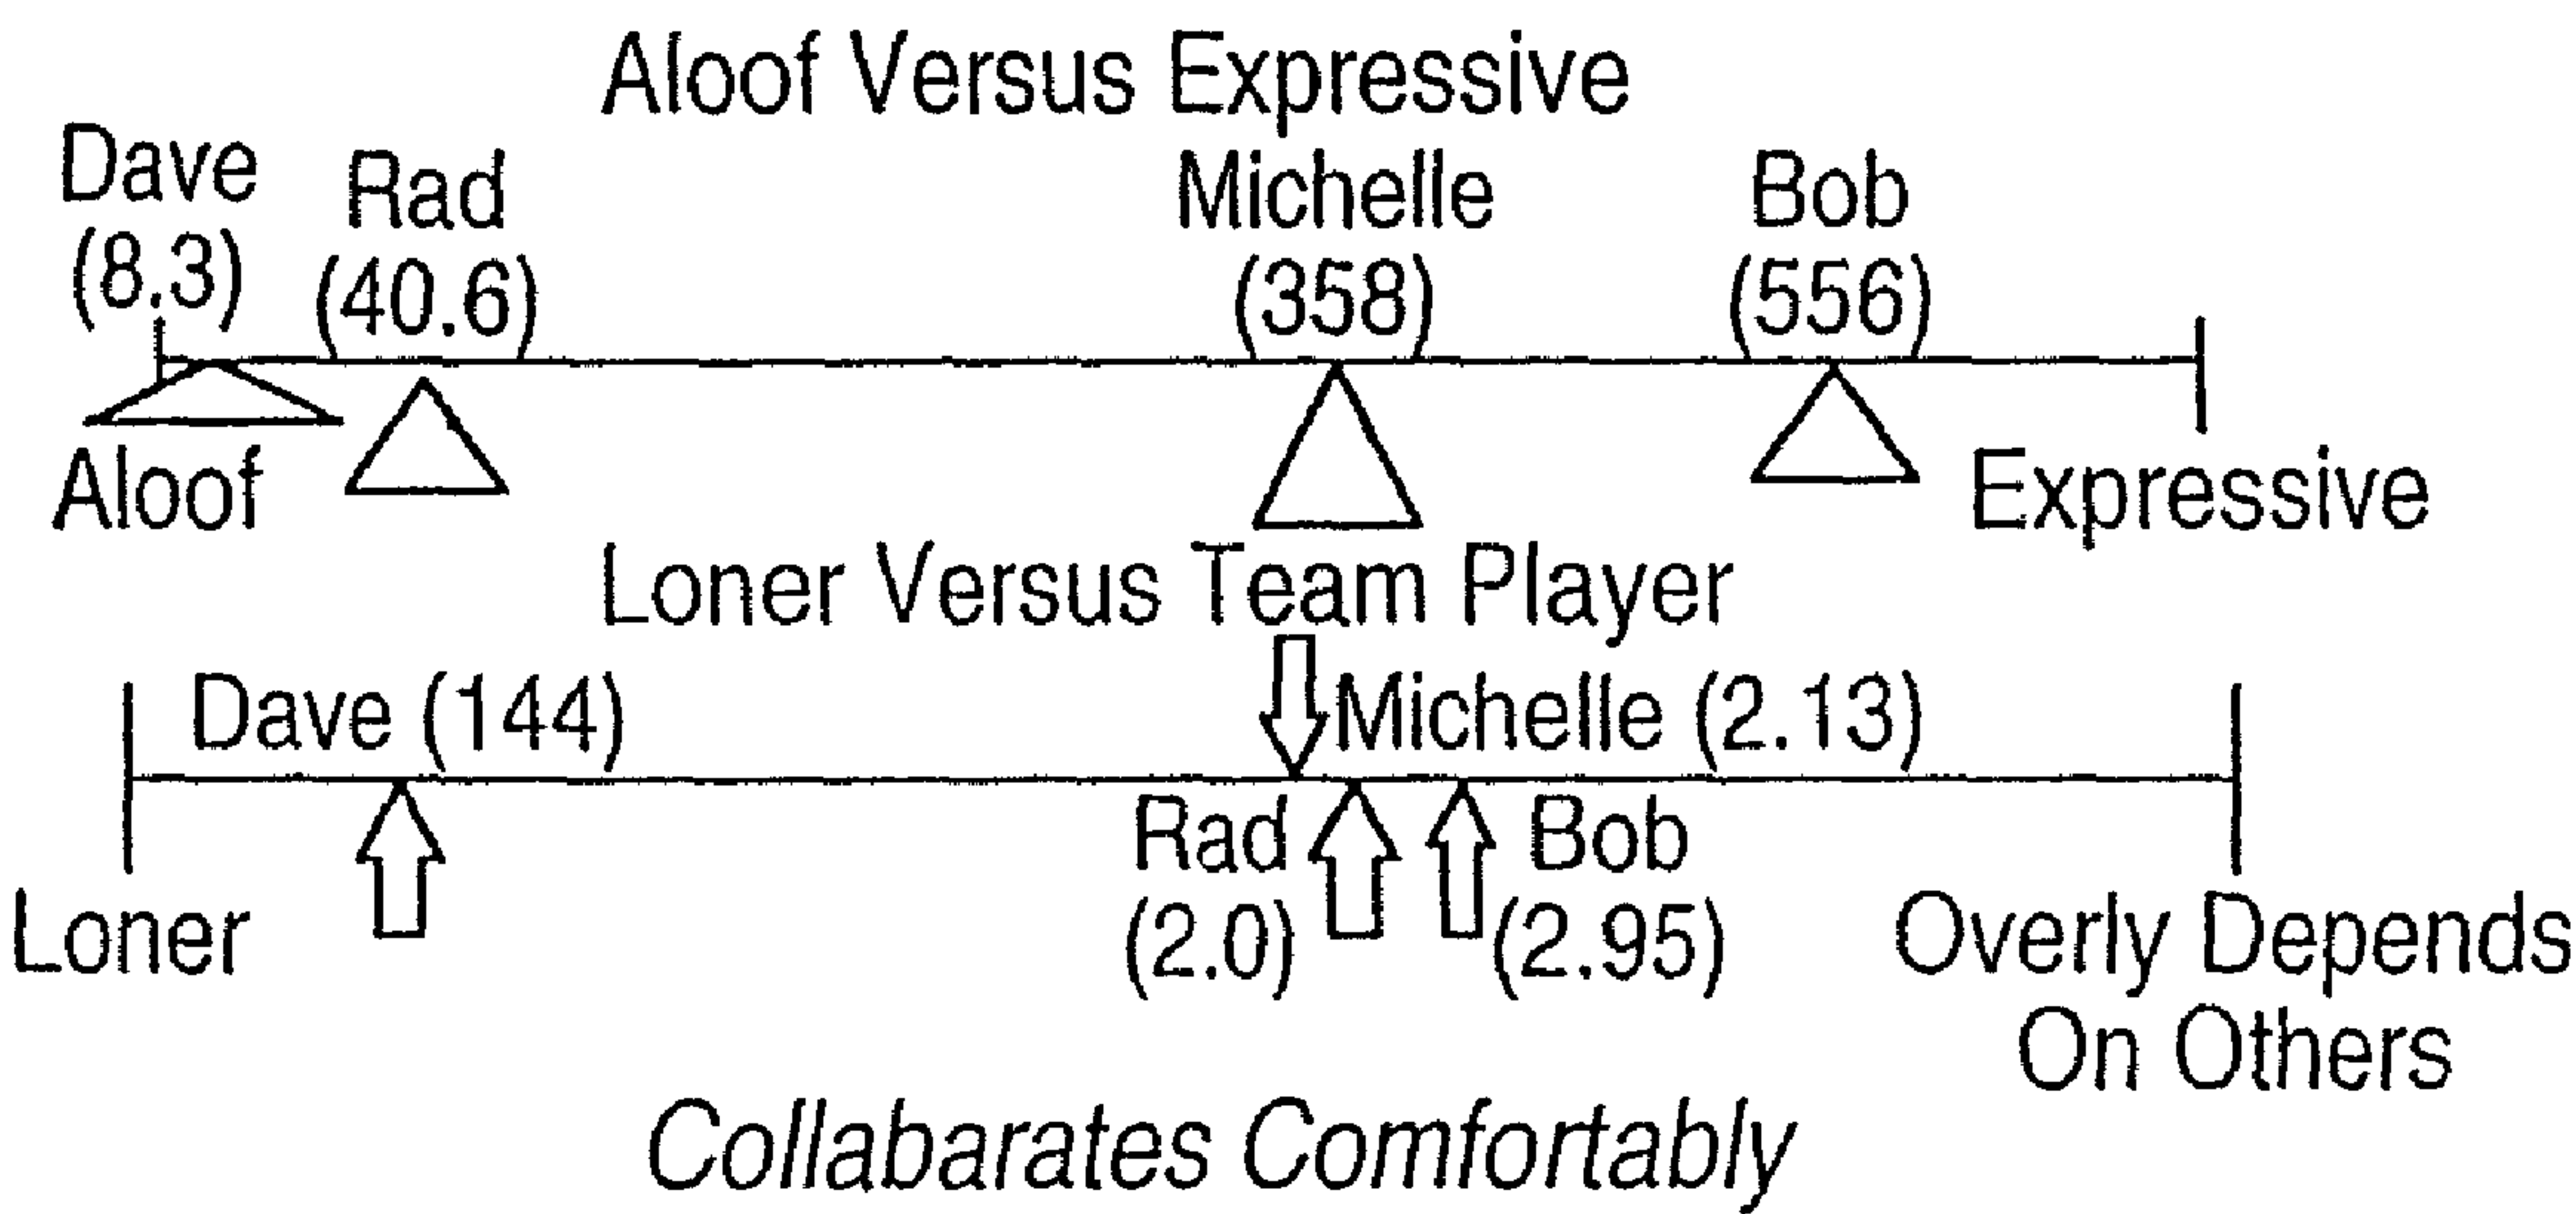 Aloof Versus Expressive
Dave
(8.3)
Rad
(40.6)
Michelle
(358)
Bob
(556)
Aloof
Expressive
Loner Versus Team Player
Dave (144)
Michelle (2.13)
Rad
(2.0)
Bob
(2.95)
Loner
Overly Depends
On Others
Collabarates Comfortably